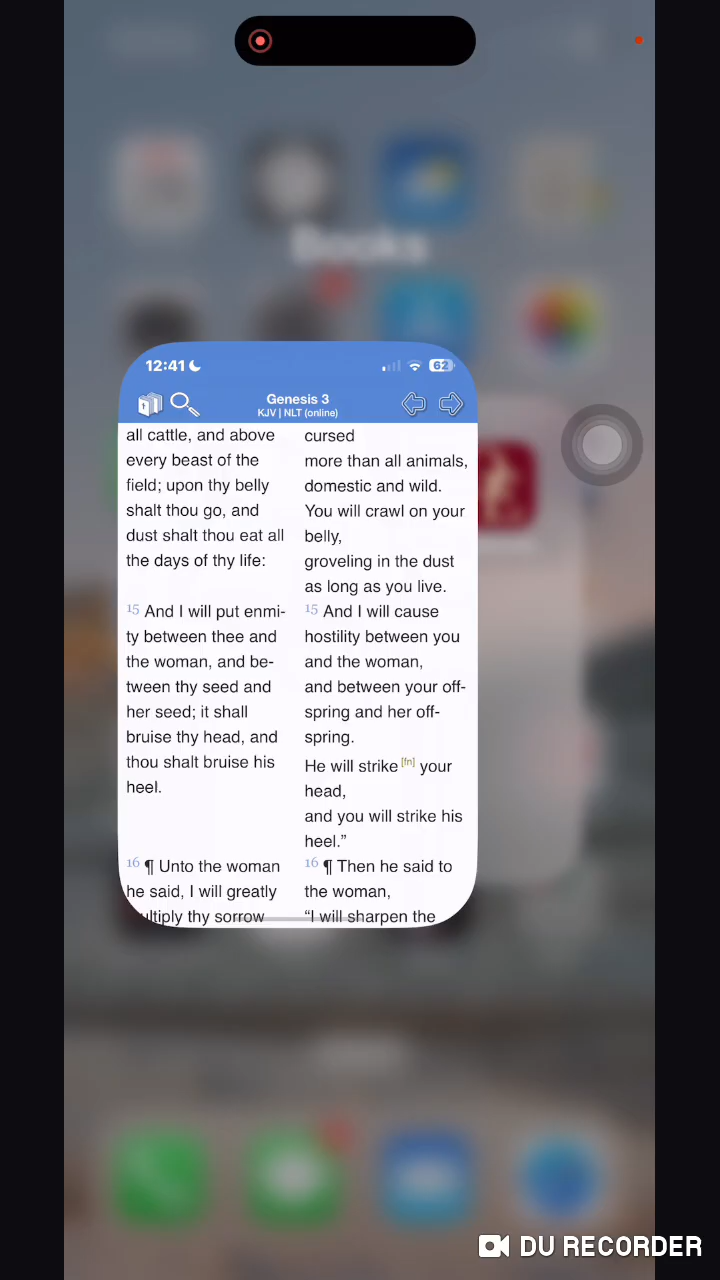 Books
12:41
62
Genesis 3
KJV | NLT (online)
all cattle, and above
every beast of the
field; upon thy belly
shalt thou go, and
dust shalt thou eat all
the days of thy life:
15 And I will put enmi-
ty between thee and
the woman, and be-
tween thy seed and
her seed; it shall
bruise thy head, and
thou shalt bruise his
heel.
16 ¶ Unto the woman
he said, I will greatly
multiply thy sorrow
cursed
more than all animals,
domestic and wild.
You will crawl on your
belly,
groveling in the dust
as long as you live.
15 And I will cause
hostility between you
and the woman,
and between your off-
spring and her off-
spring.
He will strike [fn] your
head,
and you will strike his
heel.”
16 ¶ Then he said to
the woman,
“I will sharpen the
DU RECORDER